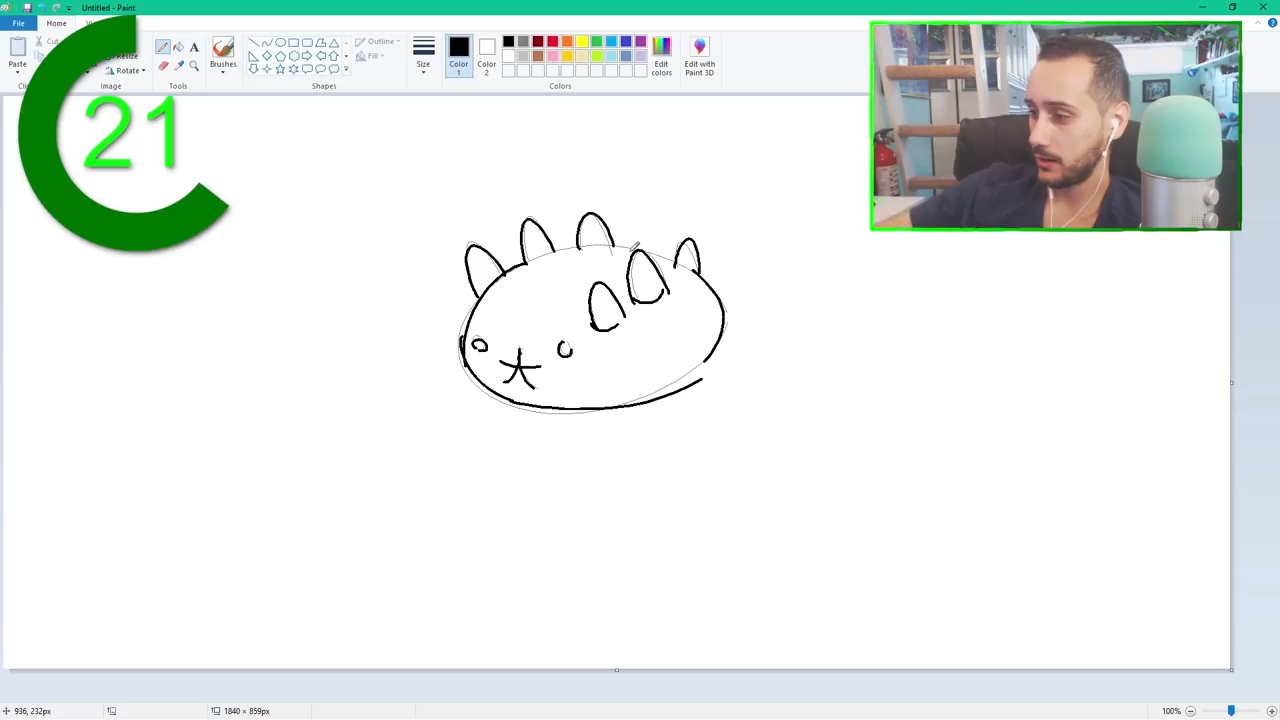 Untitled - Paint
File
Home
21
Cu
Resize
Rotate
Paste
Brushes
Outline
Fill
Size
Color
1
Color
2
Edit
colors
Edit with
Paint 3D
Image
Tools
Shapes
Colors
936, 232px
1840 × 859px
100%